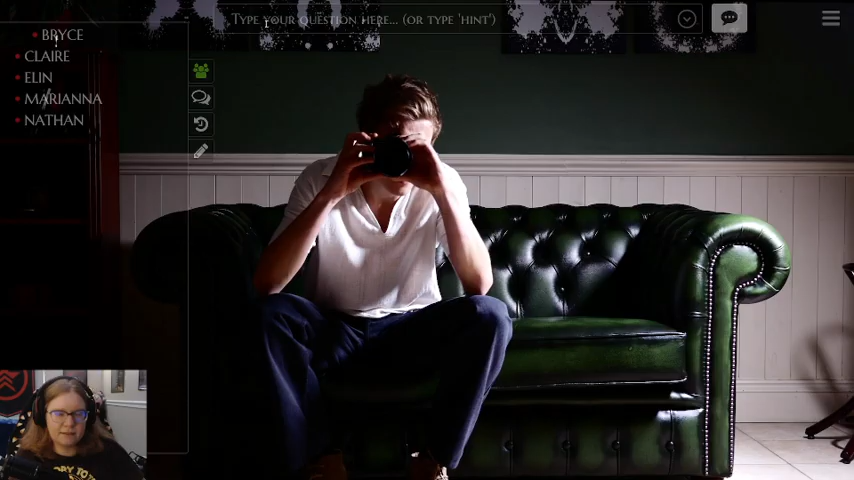 Type your question here... (or type 'hint')
BRYCE
CLAIRE
ELIN
MARIANNA
NATHAN